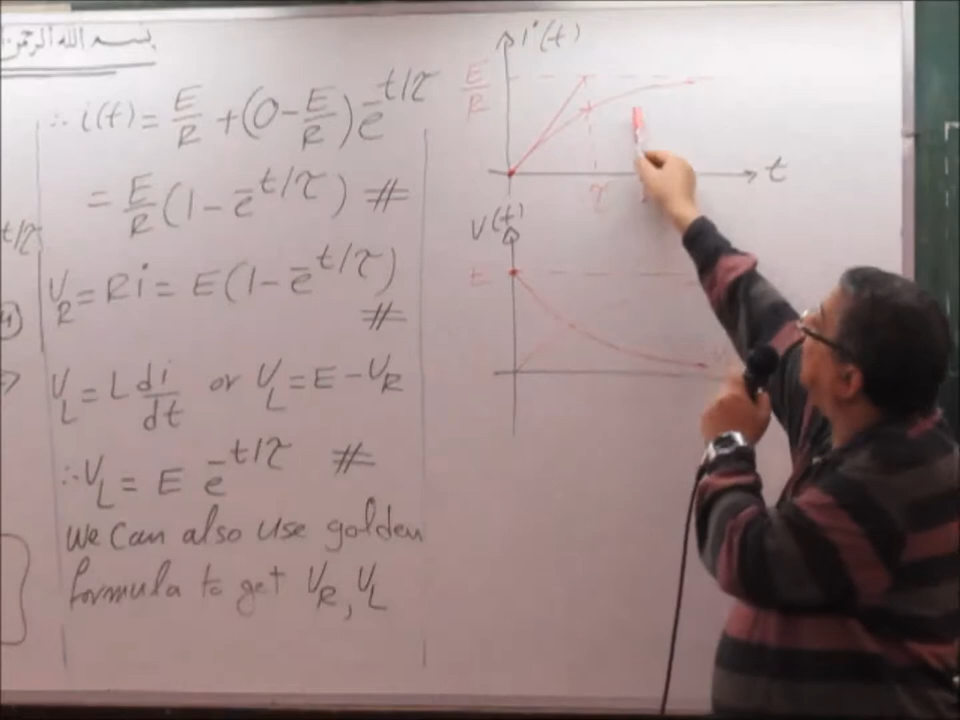 بسم الله الرحمن
∴ i(t) = E/R + (0 - E/R) e^-t/τ
= E/R (1 - e^-t/τ) #
V_R = Ri = E(1 - e^-t/τ)
#
V_L = L di/dt or V_L = E - V_R
∴ V_L = E e^-t/τ #
We can also use golden
formula to get V_R, V_L
t/τ
i(t)
E/R
τ
t
V(t)
E